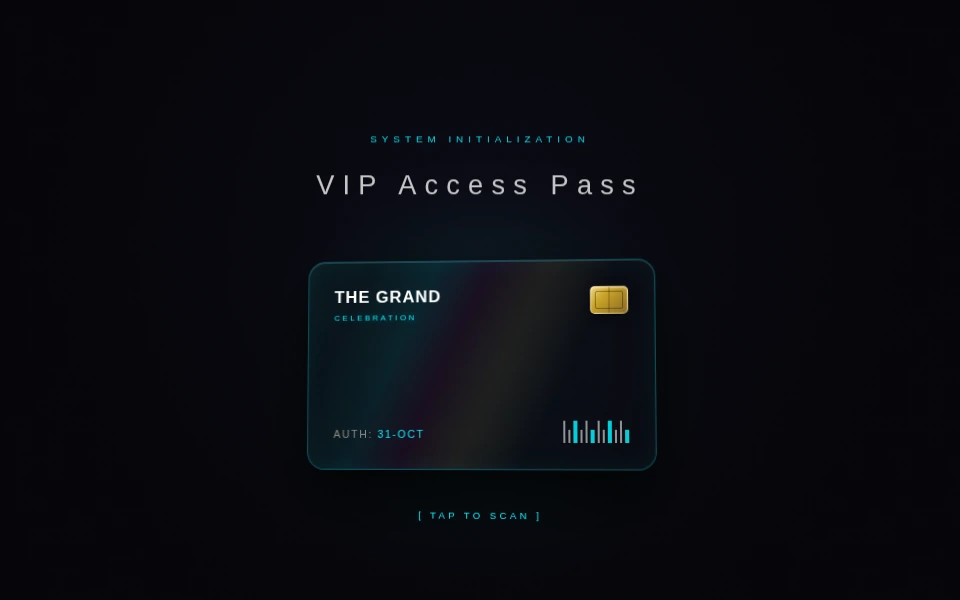 SYSTEM INITIALIZATION
VIP Access Pass
THE GRAND
CELEBRATION
AUTH: 31-OCT
[ TAP TO SCAN ]